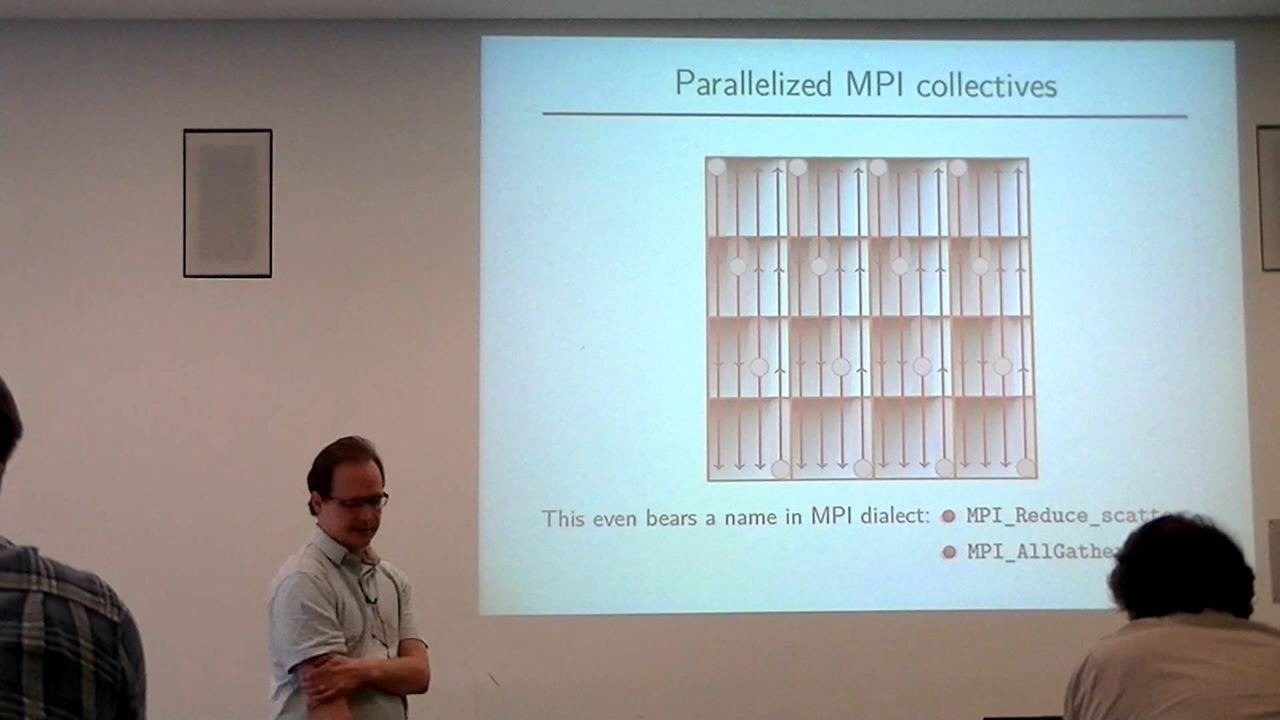 Parallelized MPI collectives
This even bears a name in MPI dialect: ● MPI_Reduce_scatt
● MPI_AllGathe